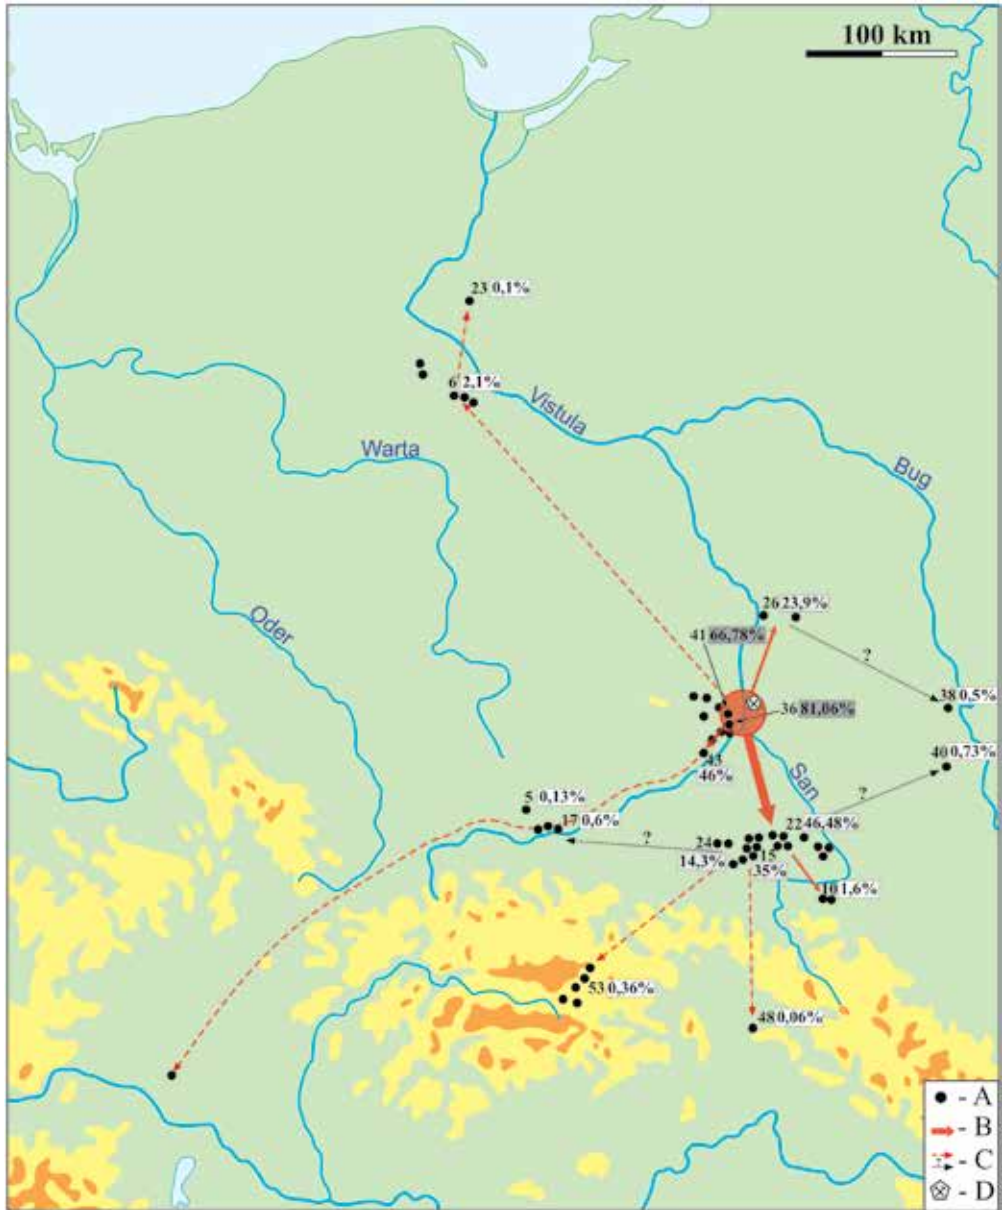 100 km
23 0,1%
6 2,1%
Vistula
Warta
Bug
Oder
26 23,9%
41 66,78%
?
38 0,5%
36 81,06%
40 0,73%
43
46%
San
?
5 0,13%
17 0,6%
?
24
22 46,48%
14,3%
15
35%
10 1,6%
53 0,36%
48 0,06%
- A
- B
? - C
- D